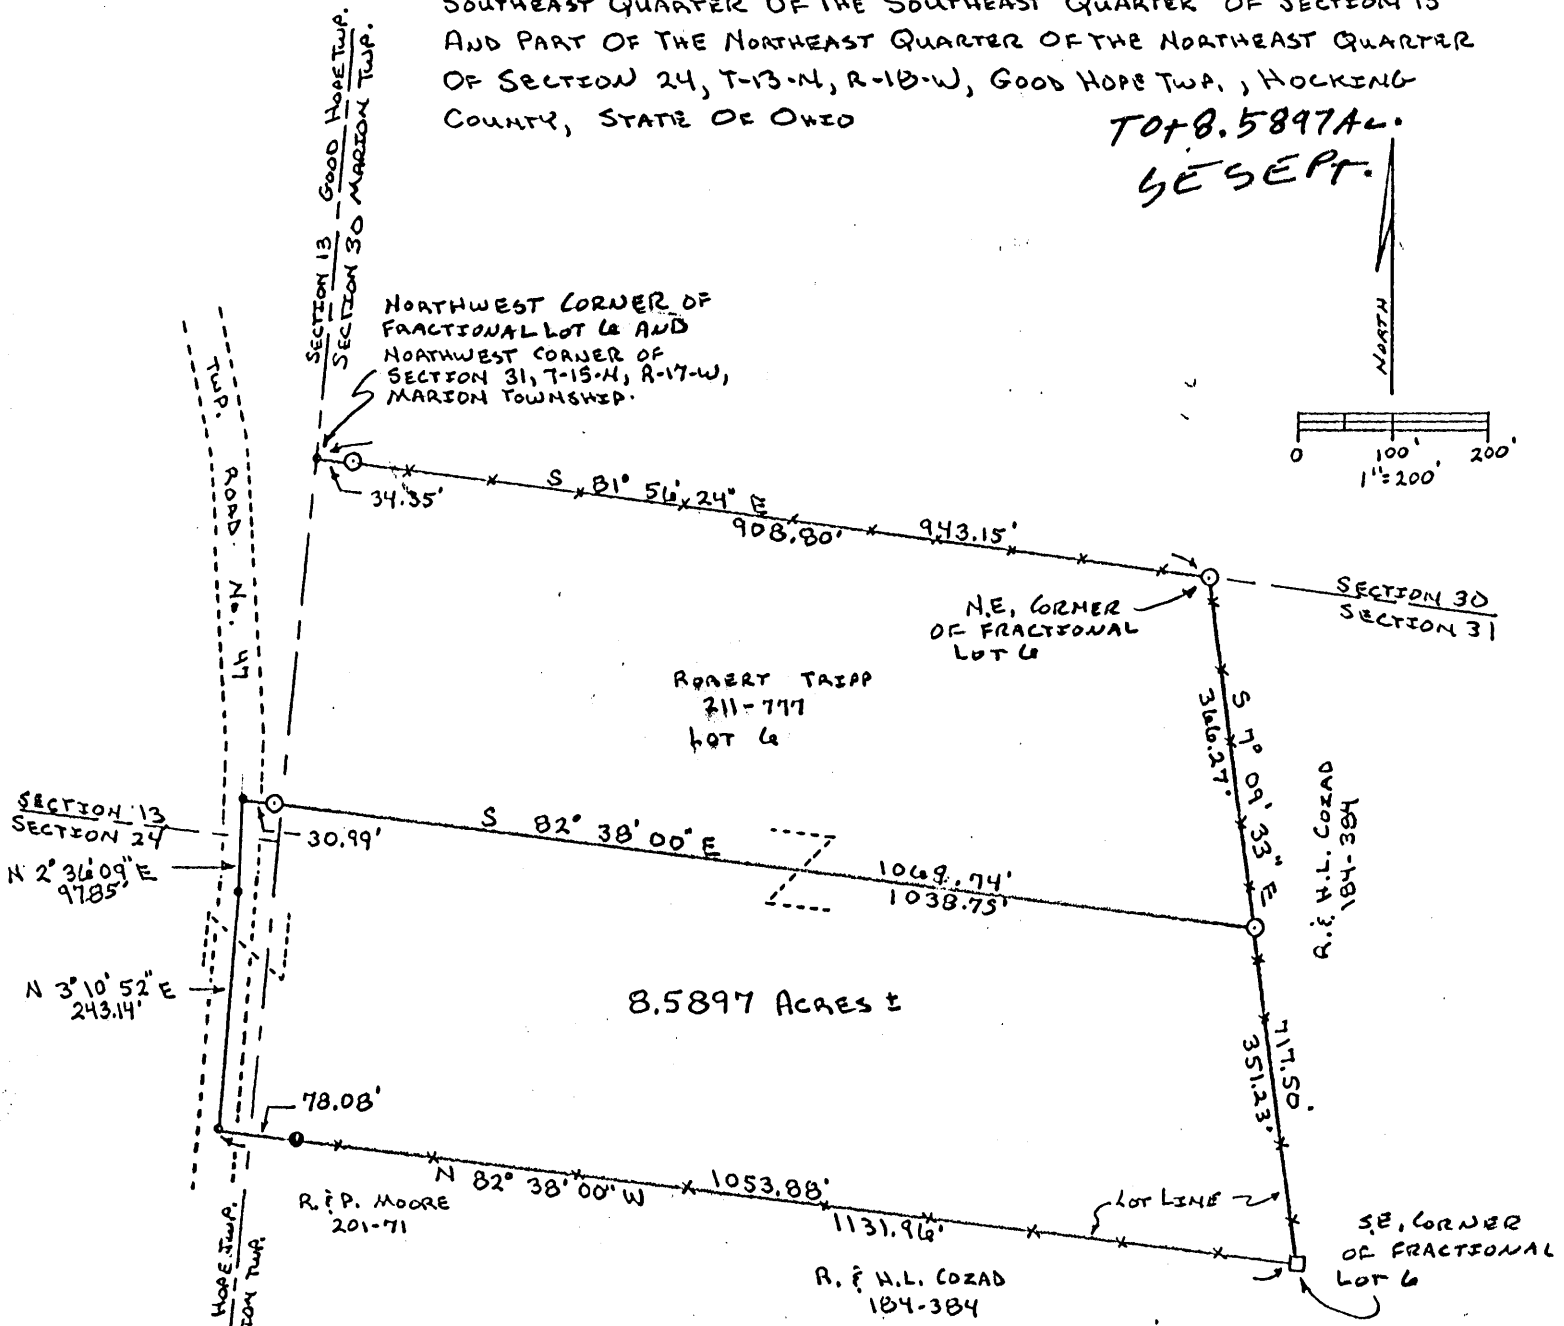 SOUTHEAST QUARTER OF THE SOUTHEAST QUARTER OF SECTION 13
AND PART OF THE NORTHEAST QUARTER OF THE NORTHEAST QUARTER
OF SECTION 24, T-13-N, R-18-W, GOOD HOPE TWP., HOCKING
COUNTY, STATE OF OHIO
TOT 8.5897 AC.
SE SE PT.
SECTION 13 - GOOD HOPE TWP.
SECTION 30 MARION TWP.
NORTH
0 100' 200'
1"=200'
NORTHWEST CORNER OF
FRACTIONAL LOT 6 AND
NORTHWEST CORNER OF
SECTION 31, T-15-N, R-17-W,
MARION TOWNSHIP.
TWP. ROAD No. 47
34.35'
S 81° 56' 24" E
908.80' 943.15'
N.E. CORNER
OF FRACTIONAL
LOT 6
SECTION 30
SECTION 31
ROBERT TRIPP
211-777
LOT 6
S 7° 09' 33" E
366.27'
R. & H.L. COZAD
184-384
SECTION 13
SECTION 24
30.99'
S 82° 38' 00" E
1069.74'
1038.75'
N 2° 36' 09" E
97.85'
N 3° 10' 52" E
243.14'
8.5897 ACRES ±
717.50'
351.23'
78.08'
N 82° 38' 00" W
1053.88'
1131.96'
LOT LINE
R. & P. MOORE
201-71
R. & H.L. COZAD
184-384
S.E. CORNER
OF FRACTIONAL
LOT 6
HOPE TWP.
ION TWP.